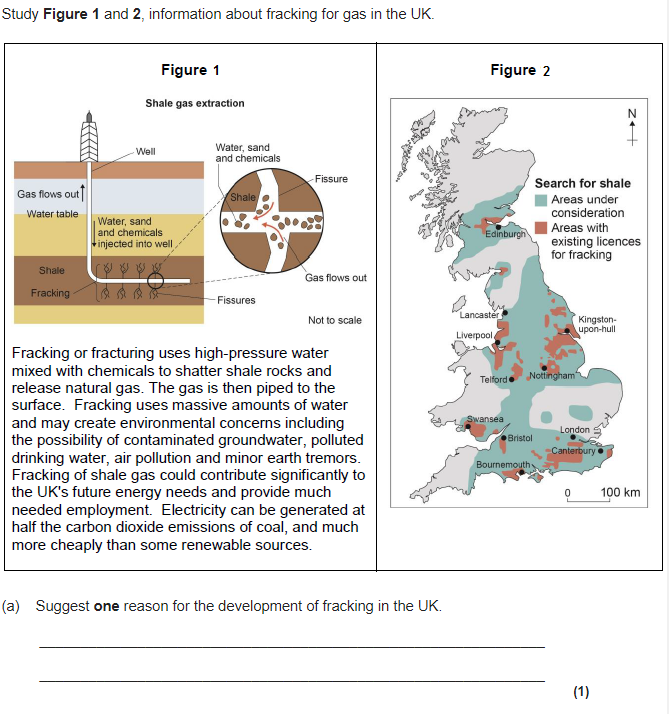 Study Figure 1 and 2, information about fracking for gas in the UK.
Figure 1
Shale gas extraction
Well
Water, sand
and chemicals
Fissure
Shale
Gas flows out
Water table
Water, sand
and chemicals
injected into well
Shale
Gas flows out
Fracking
Fissures
Not to scale
Fracking or fracturing uses high-pressure water
mixed with chemicals to shatter shale rocks and
release natural gas. The gas is then piped to the
surface. Fracking uses massive amounts of water
and may create environmental concerns including
the possibility of contaminated groundwater, polluted
drinking water, air pollution and minor earth tremors.
Fracking of shale gas could contribute significantly to
the UK's future energy needs and provide much
needed employment. Electricity can be generated at
half the carbon dioxide emissions of coal, and much
more cheaply than some renewable sources.
Figure 2
N
Search for shale
Areas under
consideration
Areas with
existing licences
for fracking
Edinburgh
Lancaster
Kingston-
upon-hull
Liverpool
Telford
Nottingham
Swansea
London
Bristol
Canterbury
Bournemouth
0 100 km
(a) Suggest one reason for the development of fracking in the UK.
(1)